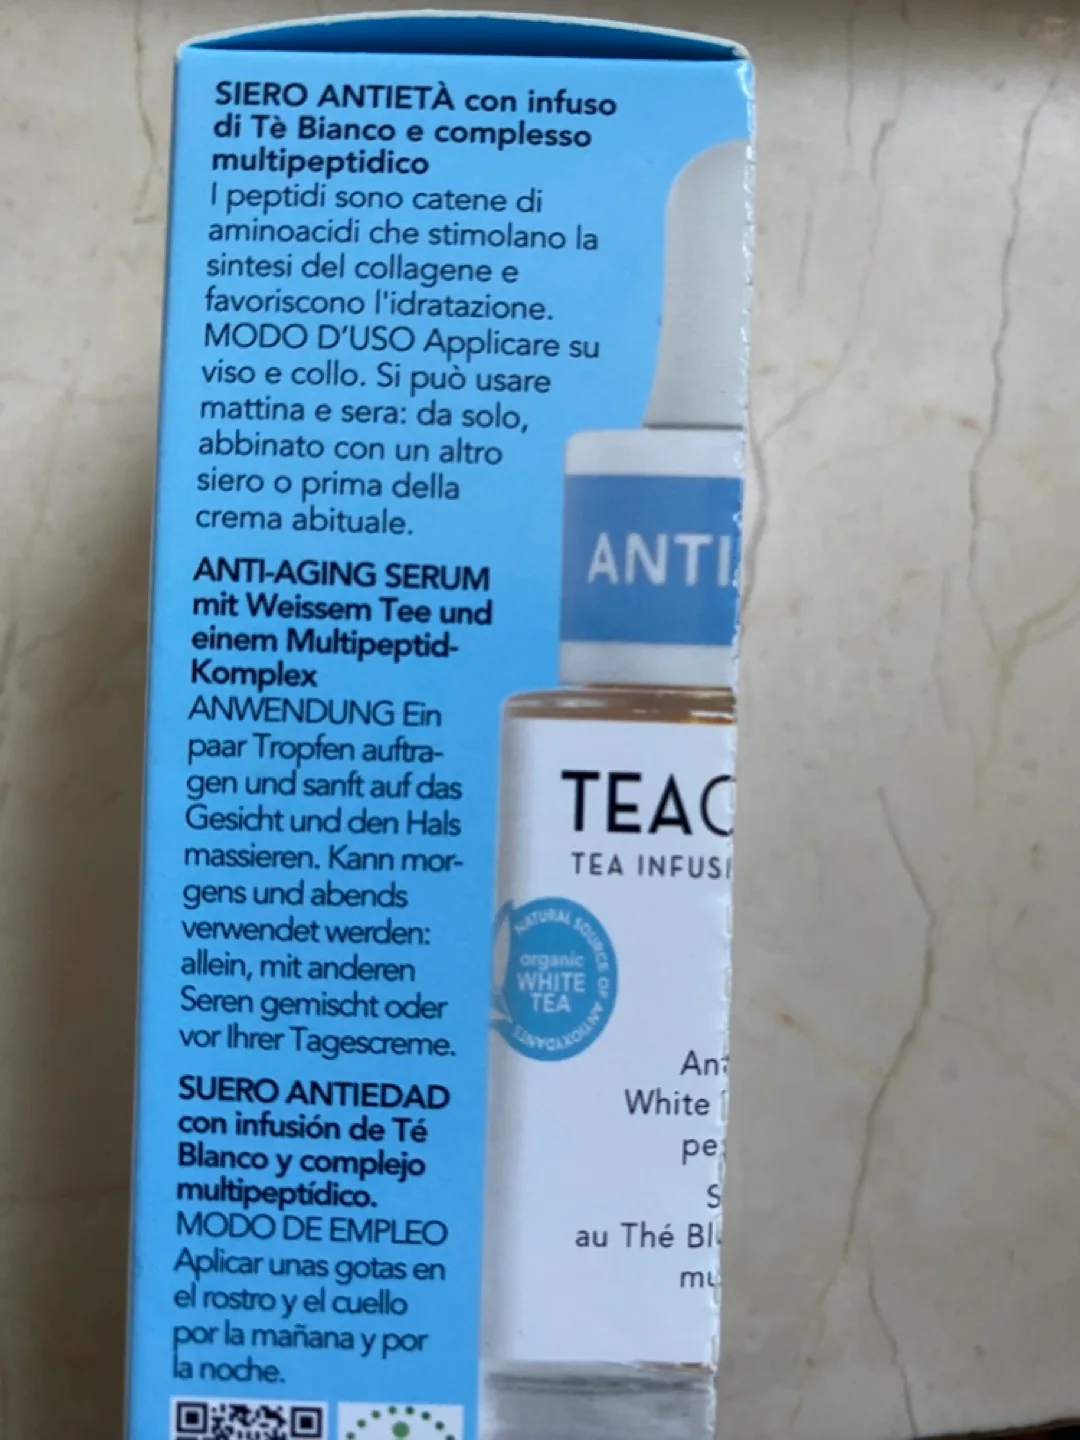 SIERO ANTIETÀ con infuso
di Tè Bianco e complesso
multipeptidico
I peptidi sono catene di
aminoacidi che stimolano la
sintesi del collagene e
favoriscono l'idratazione.
MODO D'USO Applicare su
viso e collo. Si può usare
mattina e sera: da solo,
abbinato con un altro
siero o prima della
crema abituale.
ANTI-AGING SERUM
mit Weissem Tee und
einem Multipeptid-
Komplex
ANWENDUNG Ein
paar Tropfen auftra-
gen und sanft auf das
Gesicht und den Hals
massieren. Kann mor-
gens und abends
verwendet werden:
allein, mit anderen
Seren gemischt oder
vor Ihrer Tagescreme.
SUERO ANTIEDAD
con infusión de Té
Blanco y complejo
multipeptídico.
MODO DE EMPLEO
Aplicar unas gotas en
el rostro y el cuello
por la mañana y por
la noche.
ANTI
TEA
TEA INFUSI
NATURAL SOURCE OF ANTIOXYDANTS
organic
WHITE
TEA
An
White
pe
S
au Thé Bl
mu